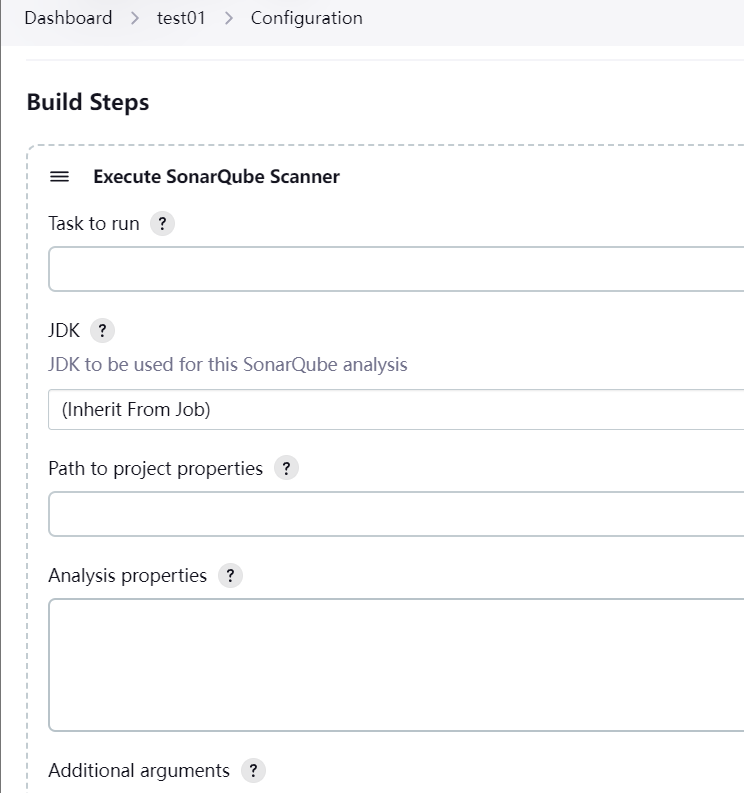 Dashboard > test01 > Configuration
Build Steps
Execute SonarQube Scanner
Task to run ?
JDK ?
JDK to be used for this SonarQube analysis
(Inherit From Job)
Path to project properties ?
Analysis properties ?
Additional arguments ?